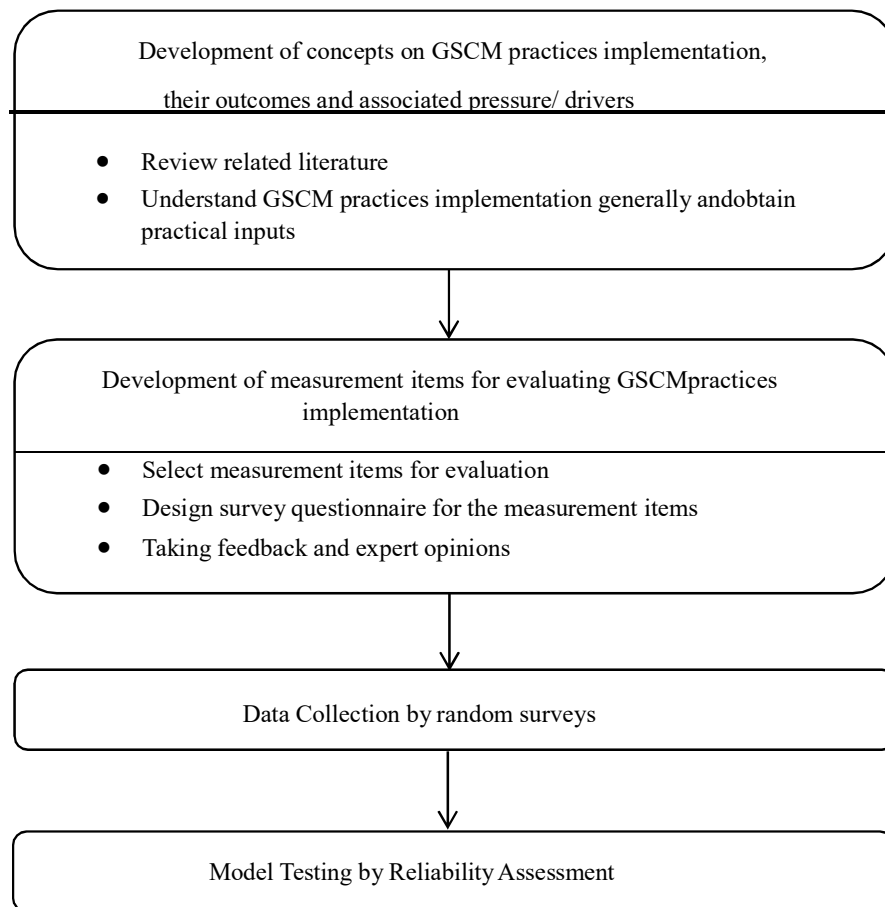 Development of concepts on GSCM practices implementation,
their outcomes and associated pressure/ drivers
• Review related literature
• Understand GSCM practices implementation generally andobtain
practical inputs
Development of measurement items for evaluating GSCMpractices
implementation
• Select measurement items for evaluation
• Design survey questionnaire for the measurement items
• Taking feedback and expert opinions
Data Collection by random surveys
Model Testing by Reliability Assessment